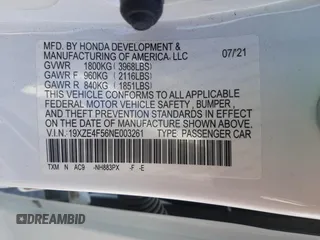 MFD. BY HONDA DEVELOPMENT &
MANUFACTURING OF AMERICA, LLC 07/'21
GVWR 1800KG (3968LBS)
GAWR F 960KG (2116LBS)
GAWR R 840KG (1851LBS)
THIS VEHICLE CONFORMS TO ALL APPLICABLE
FEDERAL MOTOR VEHICLE SAFETY, BUMPER,
AND THEFT PREVENTION STANDARDS IN EFFECT
ON THE DATE OF MANUFACTURE SHOWN ABOVE.
V.I.N.: 19XZE4F56NE003261 TYPE: PASSENGER CAR
TXM N AC9 -NH883PX -F -E
DREAMBID